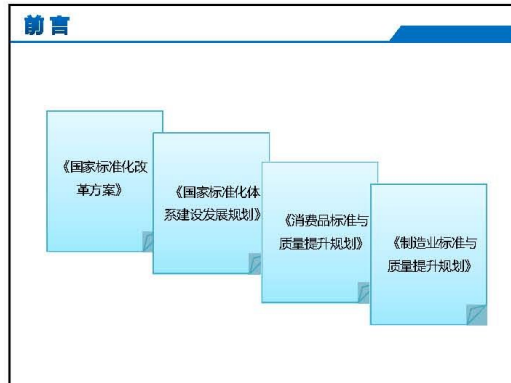 前言
《国家标准化改
革方案》
《国家标准化体
系建设发展规划》
《消费品标准与
质量提升规划》
《制造业标准与
质量提升规划》